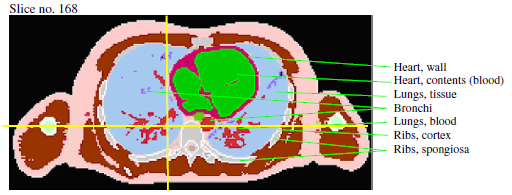 Slice no. 168
Heart, wall
Heart, contents (blood)
Lungs, tissue
Bronchi
Lungs, blood
Ribs, cortex
Ribs, spongiosa